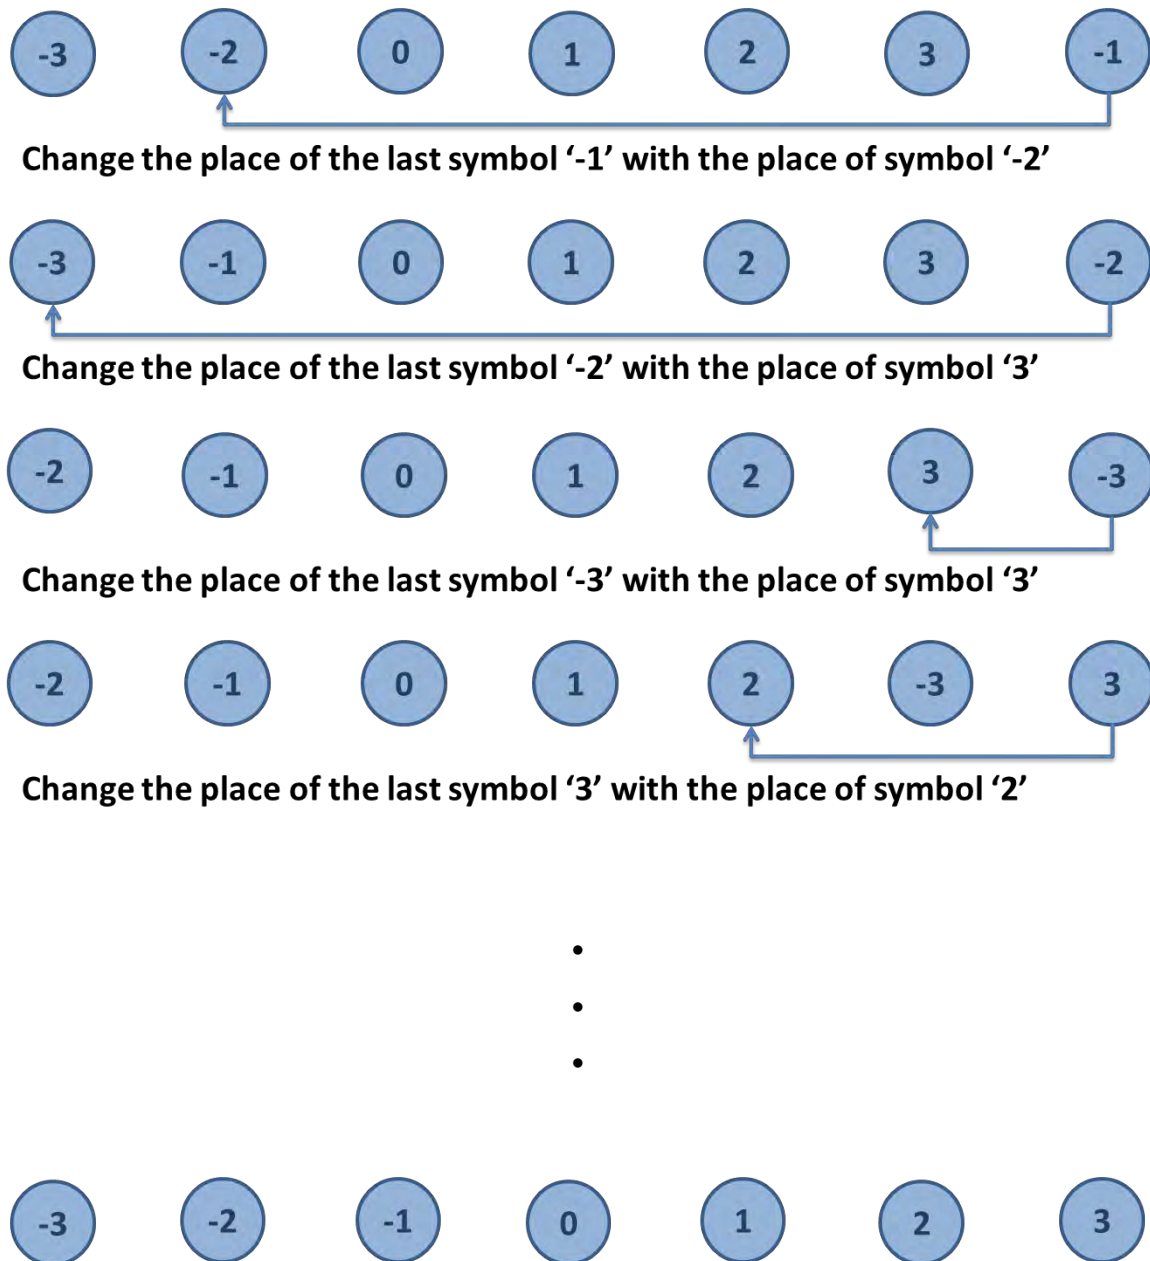 -3 -2 0 1 2 3 -1
Change the place of the last symbol ‘-1’ with the place of symbol ‘-2’
-3 -1 0 1 2 3 -2
Change the place of the last symbol ‘-2’ with the place of symbol ‘3’
-2 -1 0 1 2 3 -3
Change the place of the last symbol ‘-3’ with the place of symbol ‘3’
-2 -1 0 1 2 -3 3
Change the place of the last symbol ‘3’ with the place of symbol ‘2’
-3 -2 -1 0 1 2 3